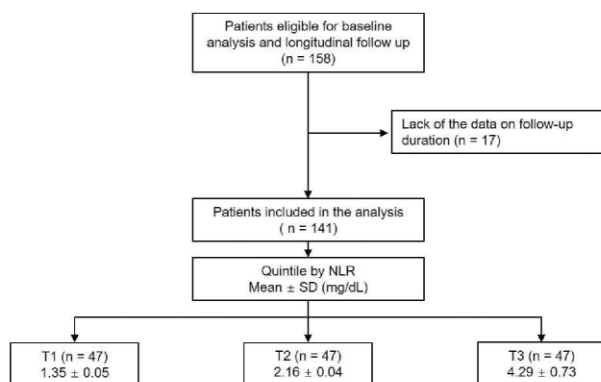 Patients eligible for baseline
analysis and longitudinal follow up
(n = 158)
Lack of the data on follow-up
duration (n = 17)
Patients included in the analysis
( n = 141)
Quintile by NLR
Mean ± SD (mg/dL)
T1 (n = 47)
1.35 ± 0.05
T2 (n = 47)
2.16 ± 0.04
T3 (n = 47)
4.29 ± 0.73